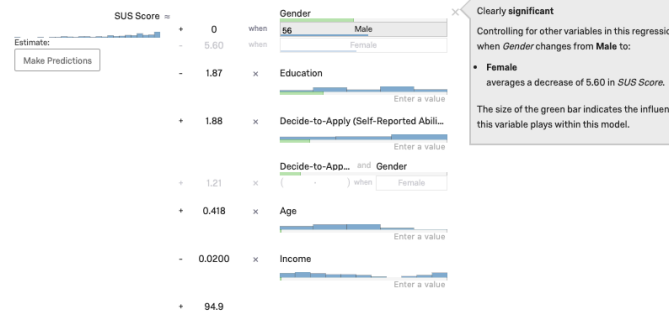 SUS Score ≈
Estimate:
Make Predictions
Gender
+ 0 when 56 Male
- 5.60 when Female
- 1.87 × Education
Enter a value
+ 1.88 × Decide-to-Apply (Self-Reported Abili...
Enter a value
Decide-to-App... and Gender
+ 1.21 × ( · ) when Female
+ 0.418 × Age
Enter a value
- 0.0200 × Income
Enter a value
+ 94.9
×
Clearly significant
Controlling for other variables in this regressio
when Gender changes from Male to:
• Female
averages a decrease of 5.60 in SUS Score.
The size of the green bar indicates the influen
this variable plays within this model.